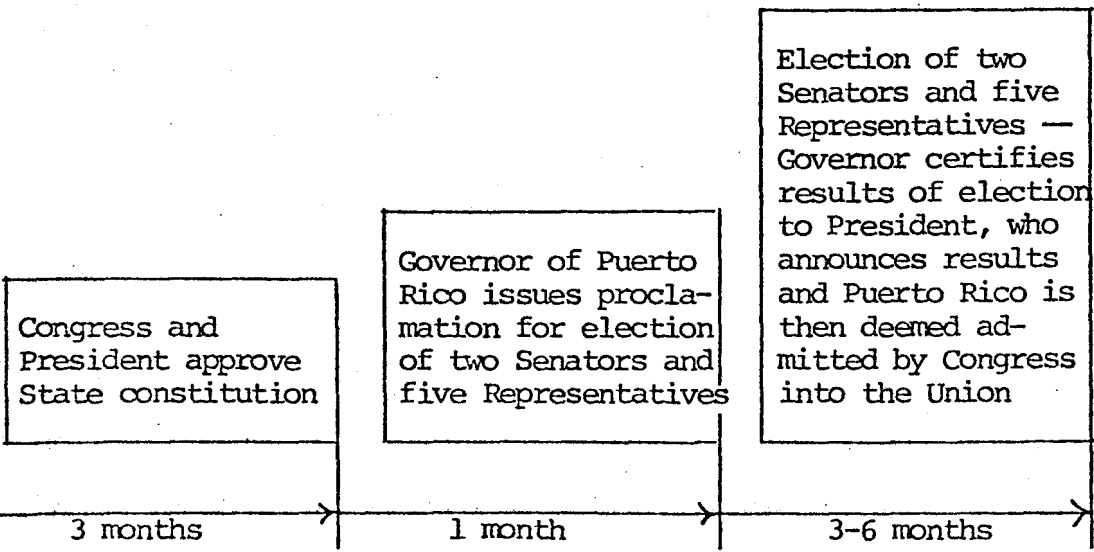 Congress and
President approve
State constitution
Governor of Puerto
Rico issues procla-
mation for election
of two Senators and
five Representatives
Election of two
Senators and five
Representatives —
Governor certifies
results of election
to President, who
announces results
and Puerto Rico is
then deemed ad-
mitted by Congress
into the Union
3 months
1 month
3-6 months